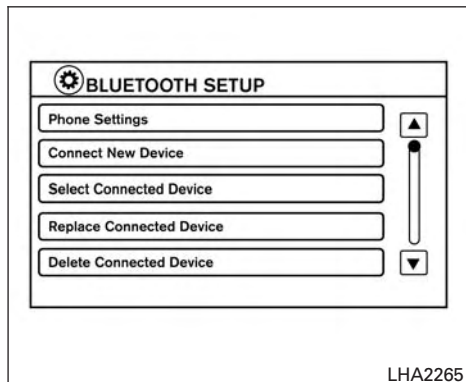 BLUETOOTH SETUP
Phone Settings
Connect New Device
Select Connected Device
Replace Connected Device
Delete Connected Device
LHA2265